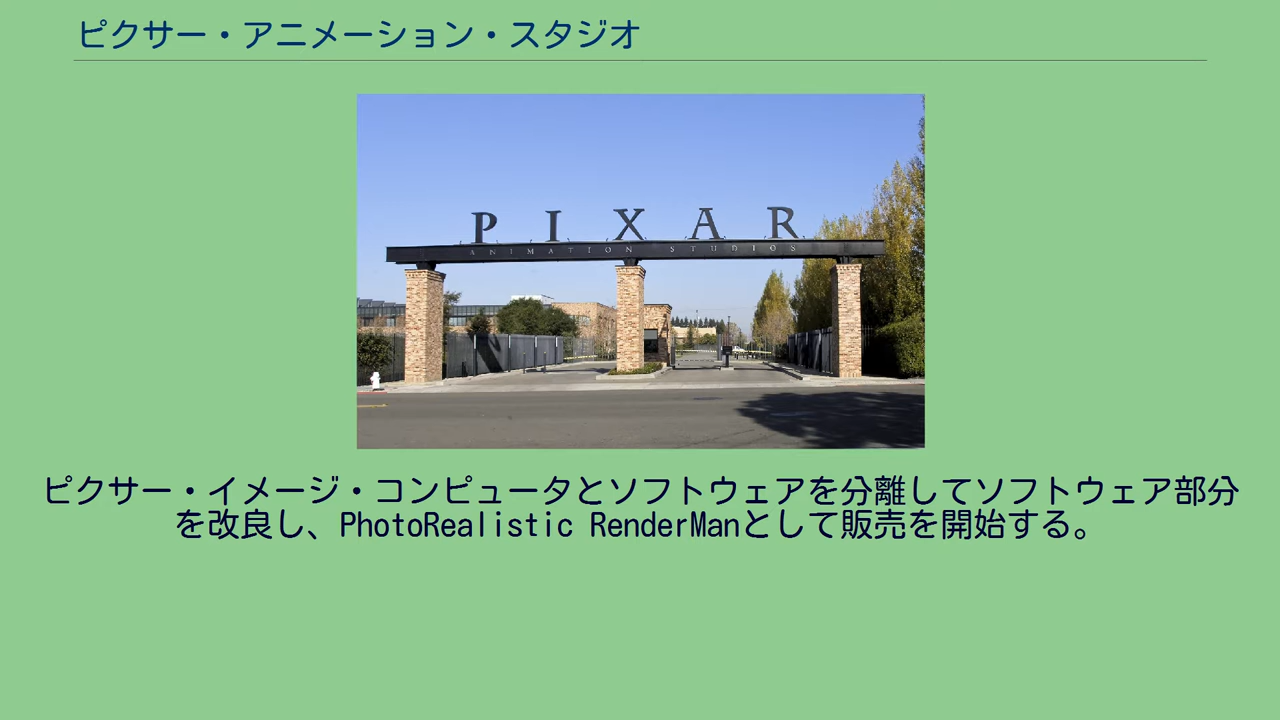 ピクサー・アニメーション・スタジオ
PIXAR
ANIMATION STUDIOS
ピクサー・イメージ・コンピュータとソフトウェアを分離してソフトウェア部分
を改良し、PhotoRealistic RenderManとして販売を開始する。